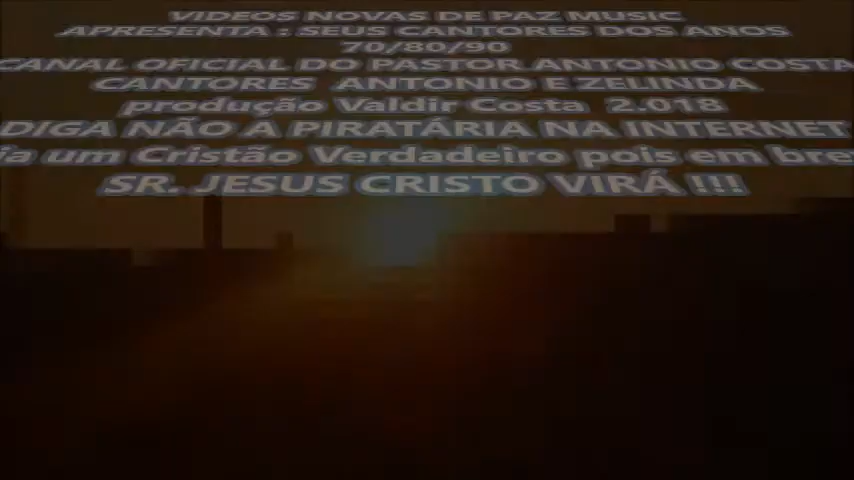 VIDEOS NOVAS DE PAZ MUSIC
APRESENTA : SEUS CANTORES DOS ANOS
70/80/90
CANAL OFICIAL DO PASTOR ANTONIO COSTA
CANTORES ANTONIO E ZELINDA
produção Valdir Costa 2.018
DIGA NÃO A PIRATÁRIA NA INTERNET
um Cristão Verdadeiro pois em
SR. JESUS CRISTO VIRÁ !!!